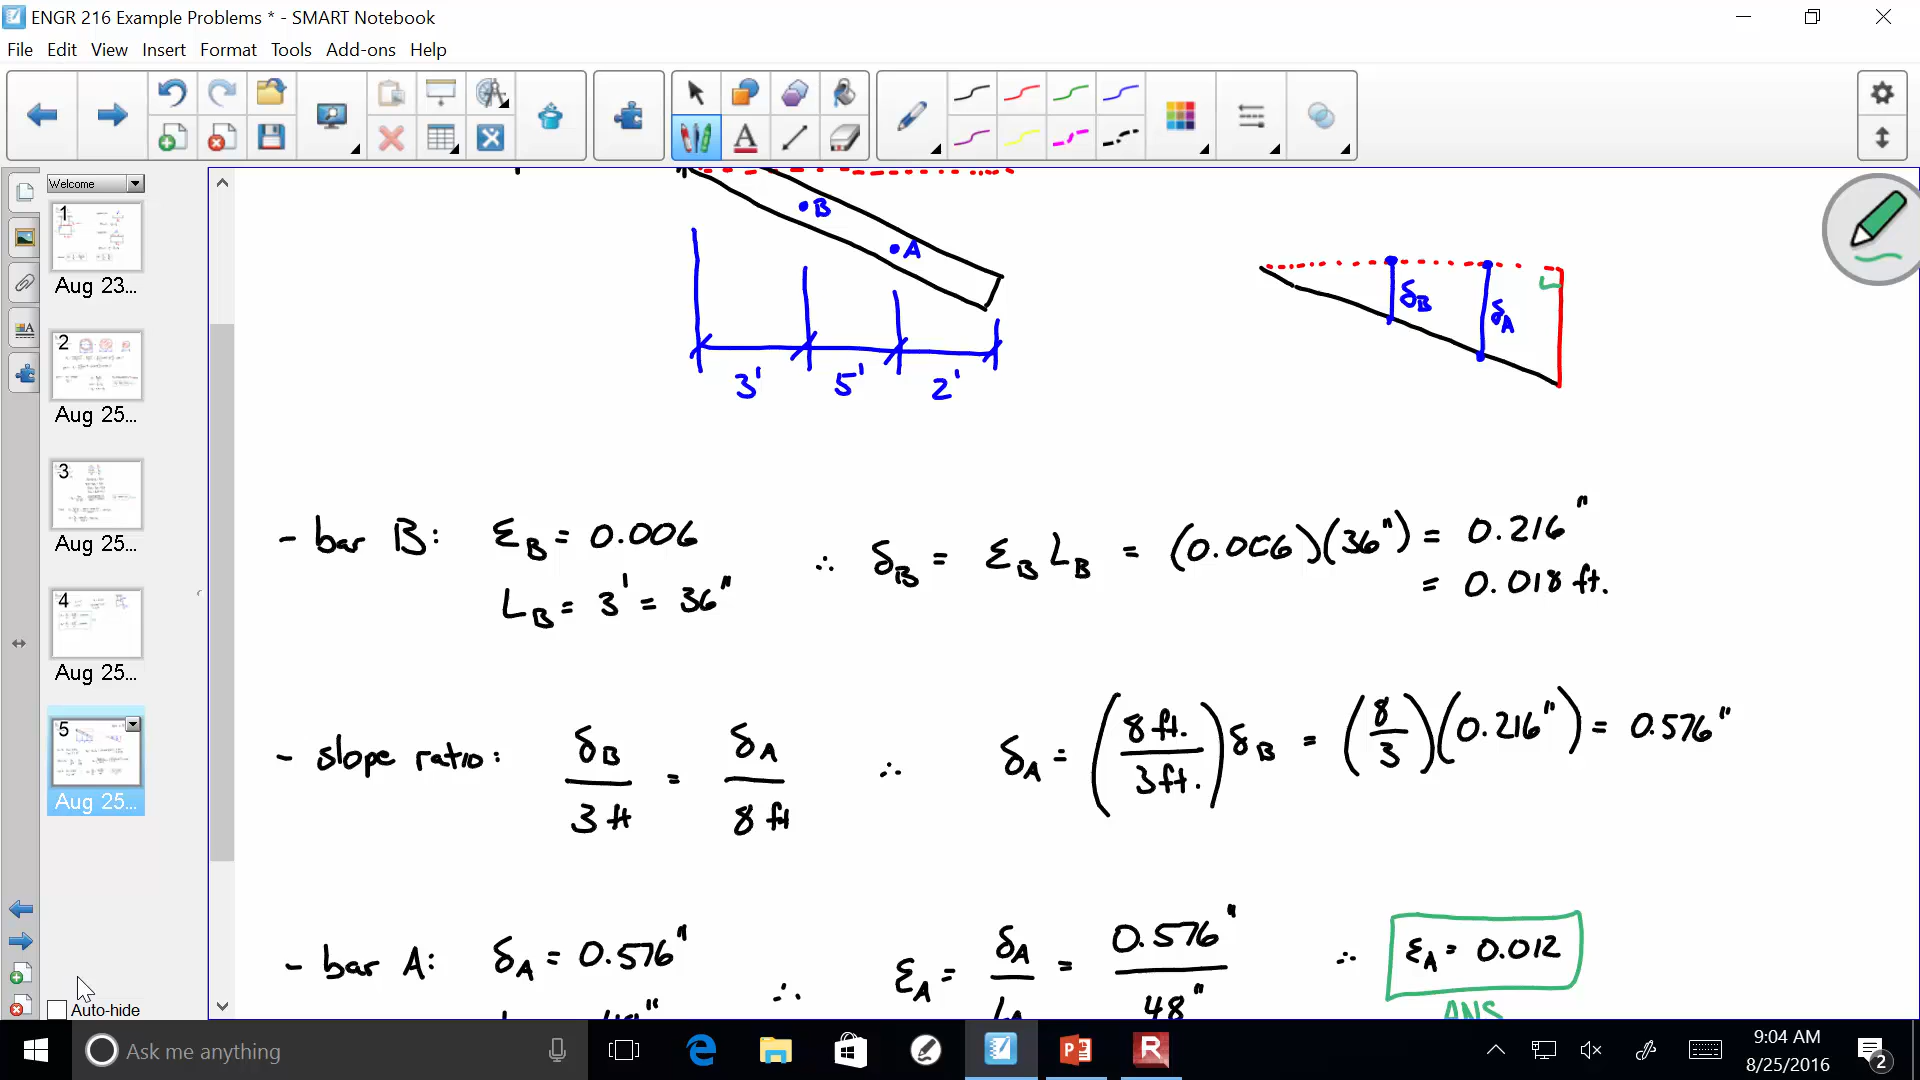 ENGR 216 Example Problems * - SMART Notebook
File Edit View Insert Format Tools Add-ons Help
Welcome
1
Aug 23...
2
Aug 25...
3
Aug 25...
4
Aug 25...
5
Aug 25...
Auto-hide
B
A
3' 5' 2'
δB
δA
- bar B: εB = 0.006 ∴ δB = εB LB = (0.006)(36") = 0.216"
LB = 3' = 36" = 0.018 ft.
- slope ratio: δB / 3 ft = δA / 8 ft ∴ δA = (8 ft. / 3 ft.) δB = (8/3)(0.216") = 0.576"
- bar A: δA = 0.576" ∴ εA = δA / LA = 0.576" / 48" ∴ εA = 0.012
ANS
Ask me anything
9:04 AM
8/25/2016
2